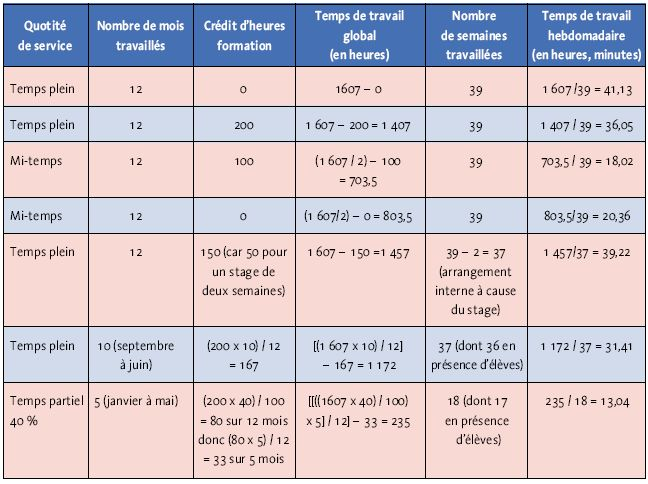 Quotité
de service
Nombre de mois
travaillés
Crédit d'heures
formation
Temps de travail
global
(en heures)
Nombre
de semaines
travaillées
Temps de travail
hebdomadaire
(en heures, minutes)
Temps plein
12
0
1607 – 0
39
1 607 /39 = 41,13
Temps plein
12
200
1 607 – 200 = 1 407
39
1 407 / 39 = 36,05
Mi-temps
12
100
(1 607 / 2) – 100
= 703,5
39
703,5 / 39 = 18,02
Mi-temps
12
0
(1 607/2) – 0 = 803,5
39
803,5/39 = 20,36
Temps plein
12
150 (car 50 pour
un stage de
deux semaines)
1 607 – 150 =1 457
39 – 2 = 37
(arrangement
interne à cause
du stage)
1 457/37 = 39,22
Temps plein
10 (septembre
à juin)
(200 x 10) / 12
= 167
[(1 607 x 10) / 12]
– 167 = 1 172
37 (dont 36 en
présence d'élèves)
1 172 / 37 = 31,41
Temps partiel
40 %
5 (janvier à mai)
(200 x 40) / 100
= 80 sur 12 mois
donc (80 x 5) / 12
= 33 sur 5 mois
[[((1607 x 40) / 100)
x 5] / 12] – 33 = 235
18 (dont 17
en présence
d'élèves)
235 / 18 = 13,04